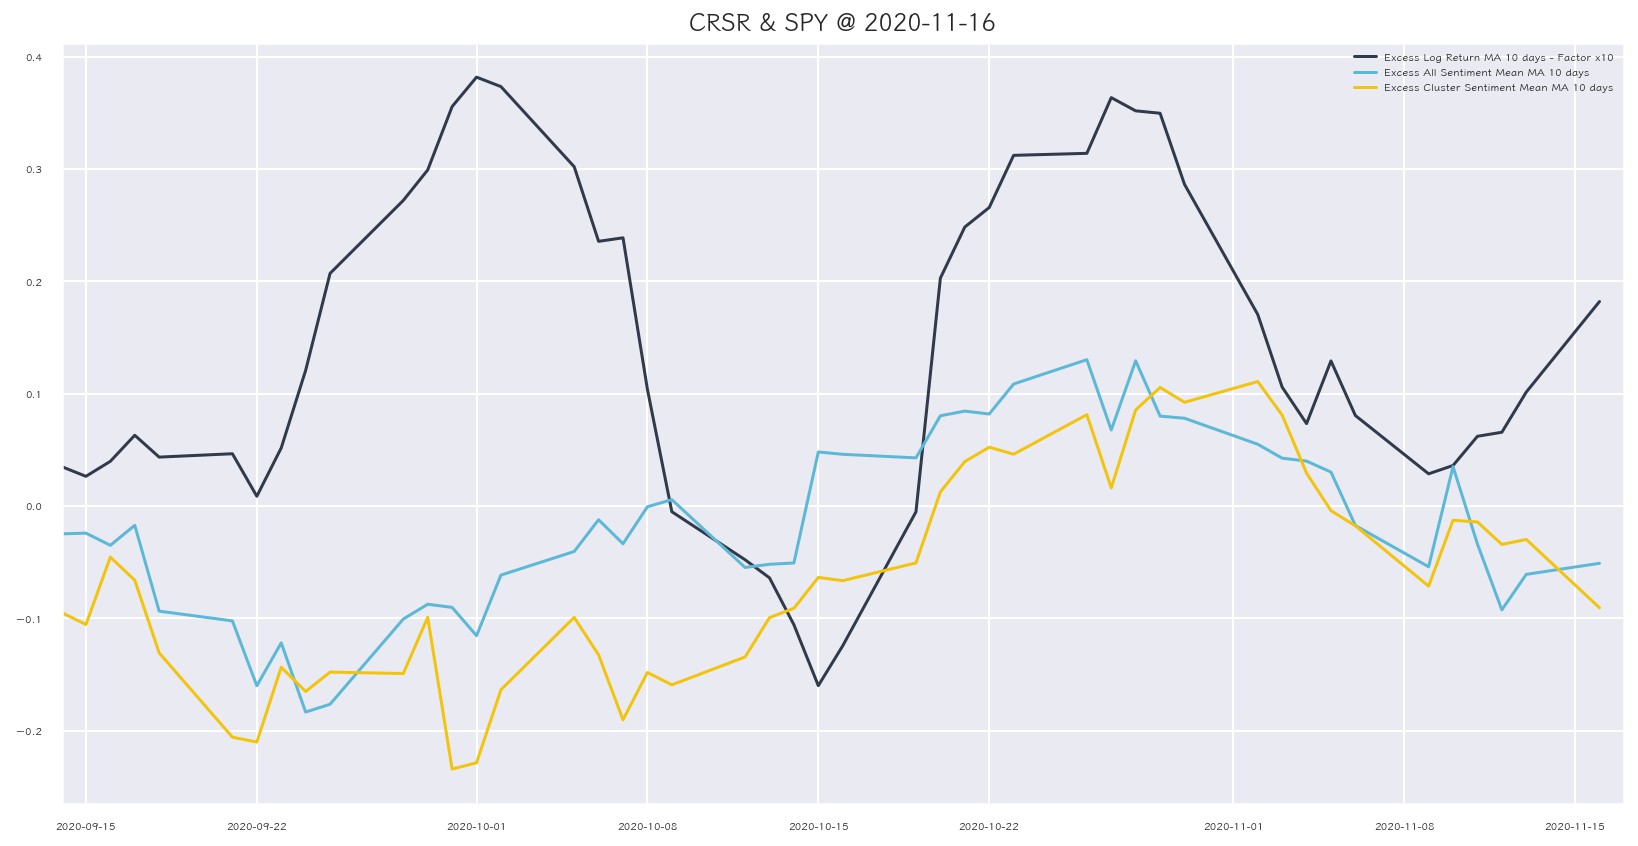 CRSR & SPY @ 2020-11-16
Excess Log Return MA 10 days - Factor x10
Excess All Sentiment Mean MA 10 days
Excess Cluster Sentiment Mean MA 10 days
0.4
0.3
0.2
0.1
0.0
−0.1
−0.2
2020-09-15 2020-09-22 2020-10-01 2020-10-08 2020-10-15 2020-10-22 2020-11-01 2020-11-08 2020-11-15